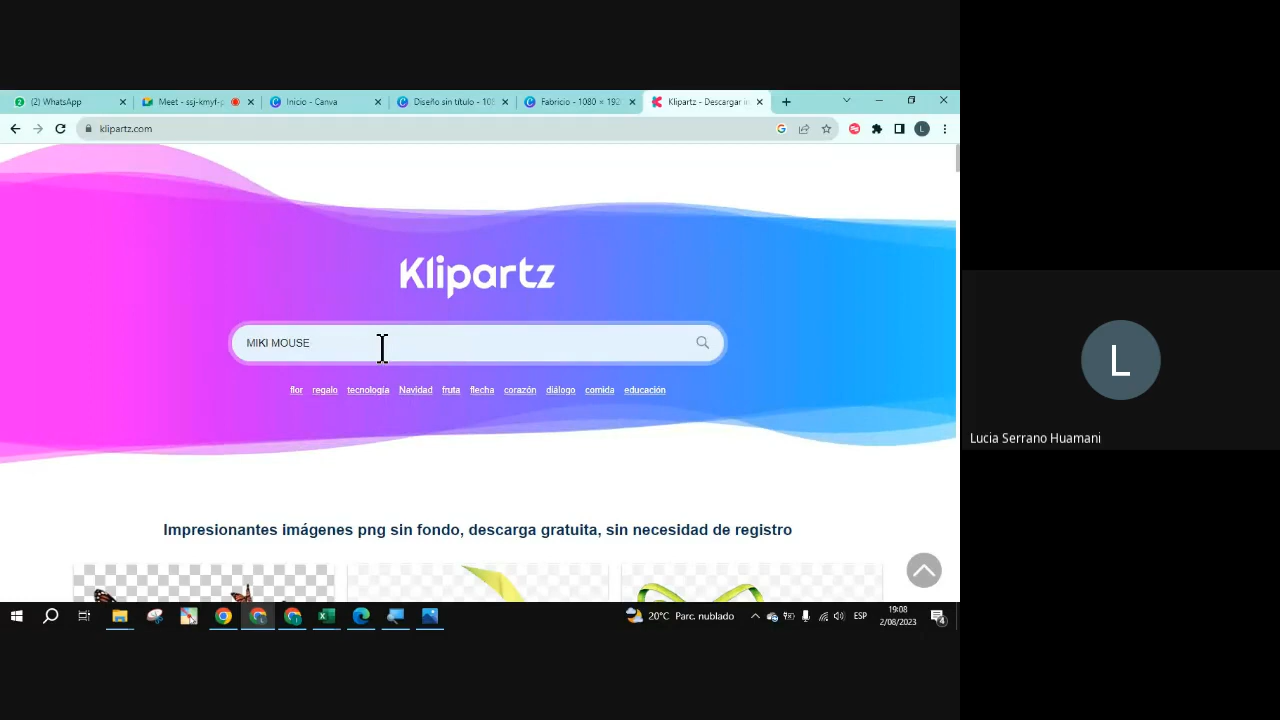 (2) WhatsApp
Meet - ssj-kmyf-
Inicio - Canva
Diseño sin título - 108
Fabricio - 1080 × 192
Klipartz - Descargar i
klipartz.com
G
L
Klipartz
MIKI MOUSE
flor regalo tecnología Navidad fruta flecha corazón diálogo comida educación
Impresionantes imágenes png sin fondo, descarga gratuita, sin necesidad de registro
20°C Parc. nublado
ESP
19:08
2/08/2023
4
L
Lucia Serrano Huamani